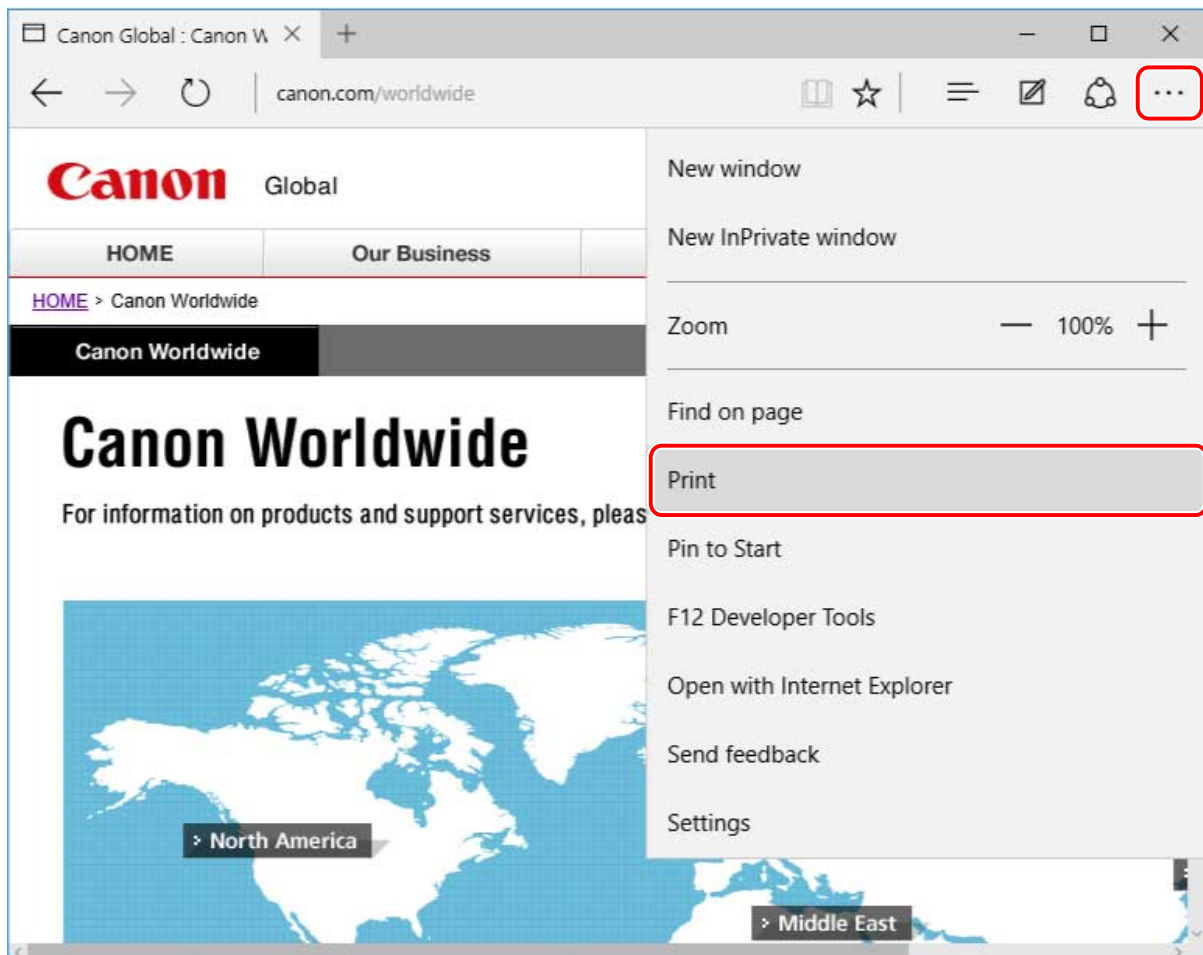 Canon Global : Canon W
canon.com/worldwide
Canon Global
HOME Our Business
HOME > Canon Worldwide
Canon Worldwide
Canon Worldwide
For information on products and support services, pleas
North America
Middle East
New window
New InPrivate window
Zoom 100%
Find on page
Print
Pin to Start
F12 Developer Tools
Open with Internet Explorer
Send feedback
Settings